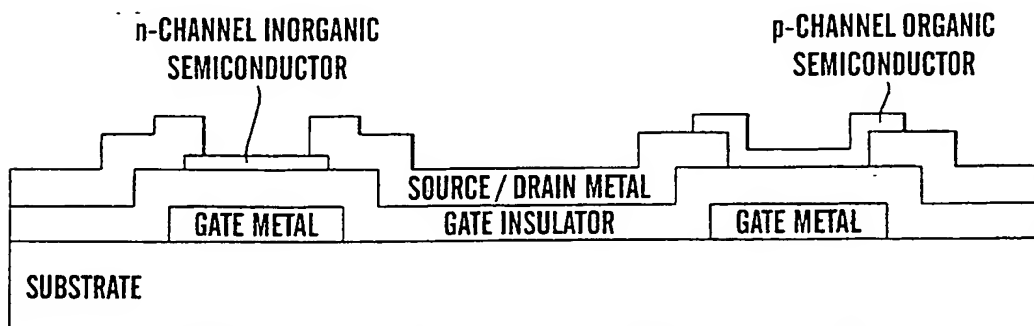 n-CHANNEL INORGANIC
SEMICONDUCTOR
p-CHANNEL ORGANIC
SEMICONDUCTOR
SOURCE / DRAIN METAL
GATE METAL
GATE INSULATOR
GATE METAL
SUBSTRATE